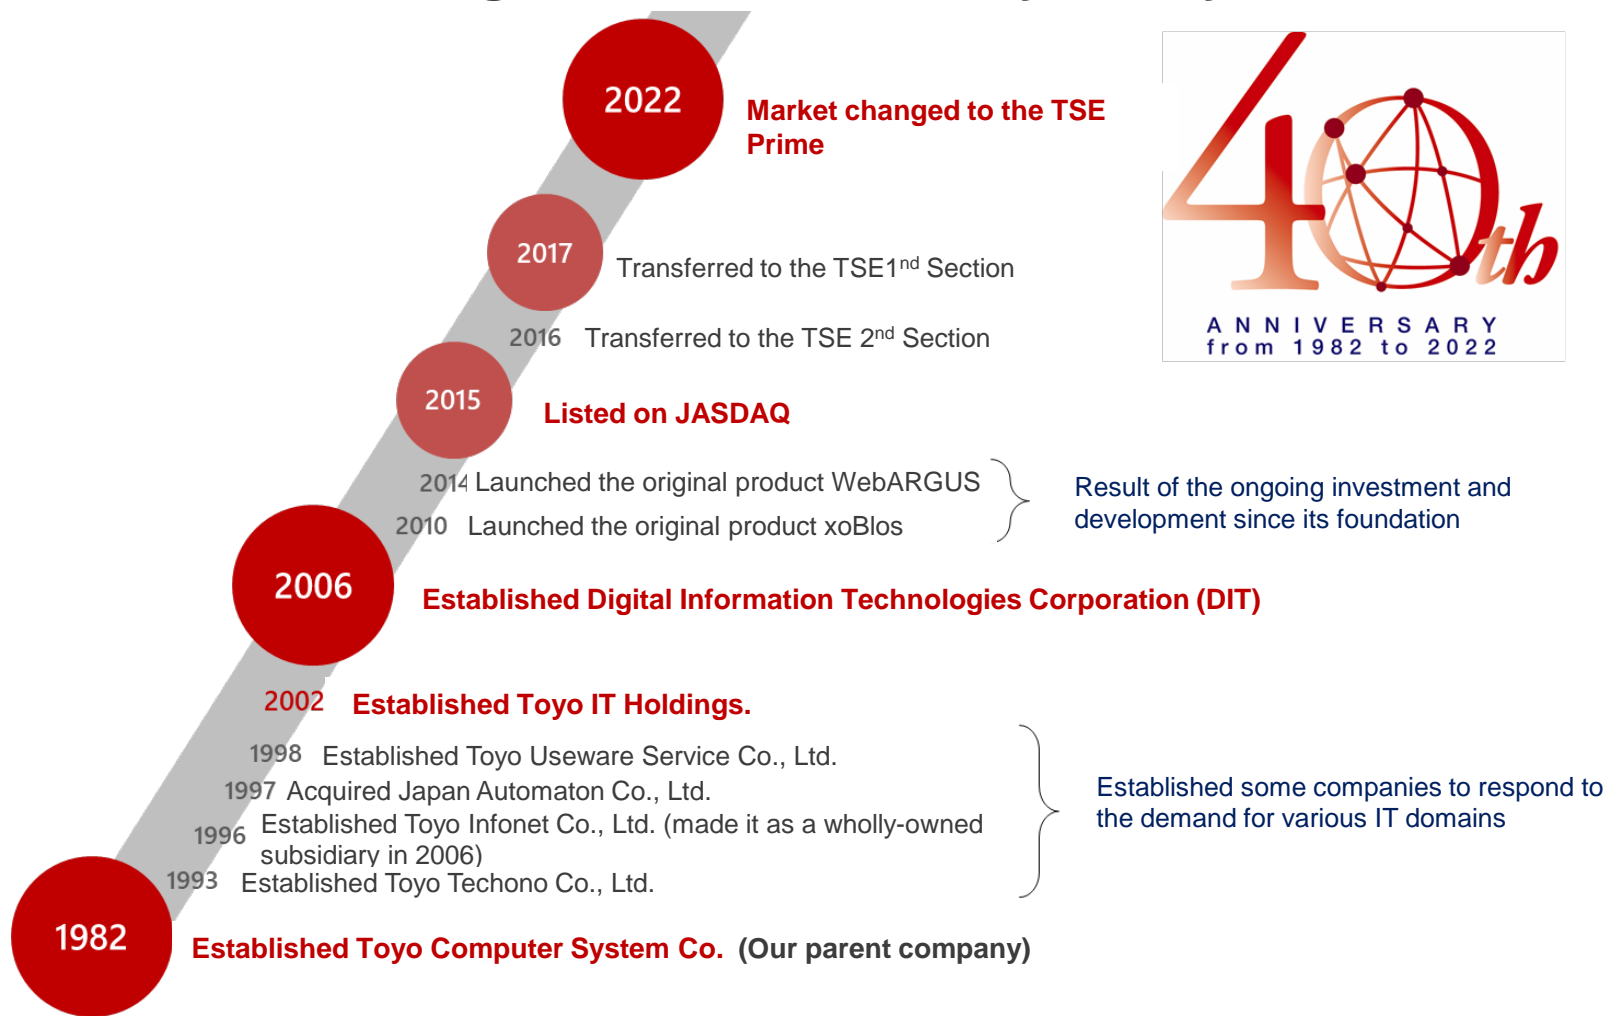 2022
Market changed to the TSE
Prime
2017
Transferred to the TSE1nd Section
2016 Transferred to the TSE 2nd Section
2015
Listed on JASDAQ
2014 Launched the original product WebARGUS
2010 Launched the original product xoBlos
Result of the ongoing investment and
development since its foundation
2006
Established Digital Information Technologies Corporation (DIT)
2002 Established Toyo IT Holdings.
1998 Established Toyo Useware Service Co., Ltd.
1997 Acquired Japan Automaton Co., Ltd.
1996 Established Toyo Infonet Co., Ltd. (made it as a wholly-owned
subsidiary in 2006)
1993 Established Toyo Techono Co., Ltd.
Established some companies to respond to
the demand for various IT domains
1982
Established Toyo Computer System Co. (Our parent company)
40th
ANNIVERSARY
from 1982 to 2022